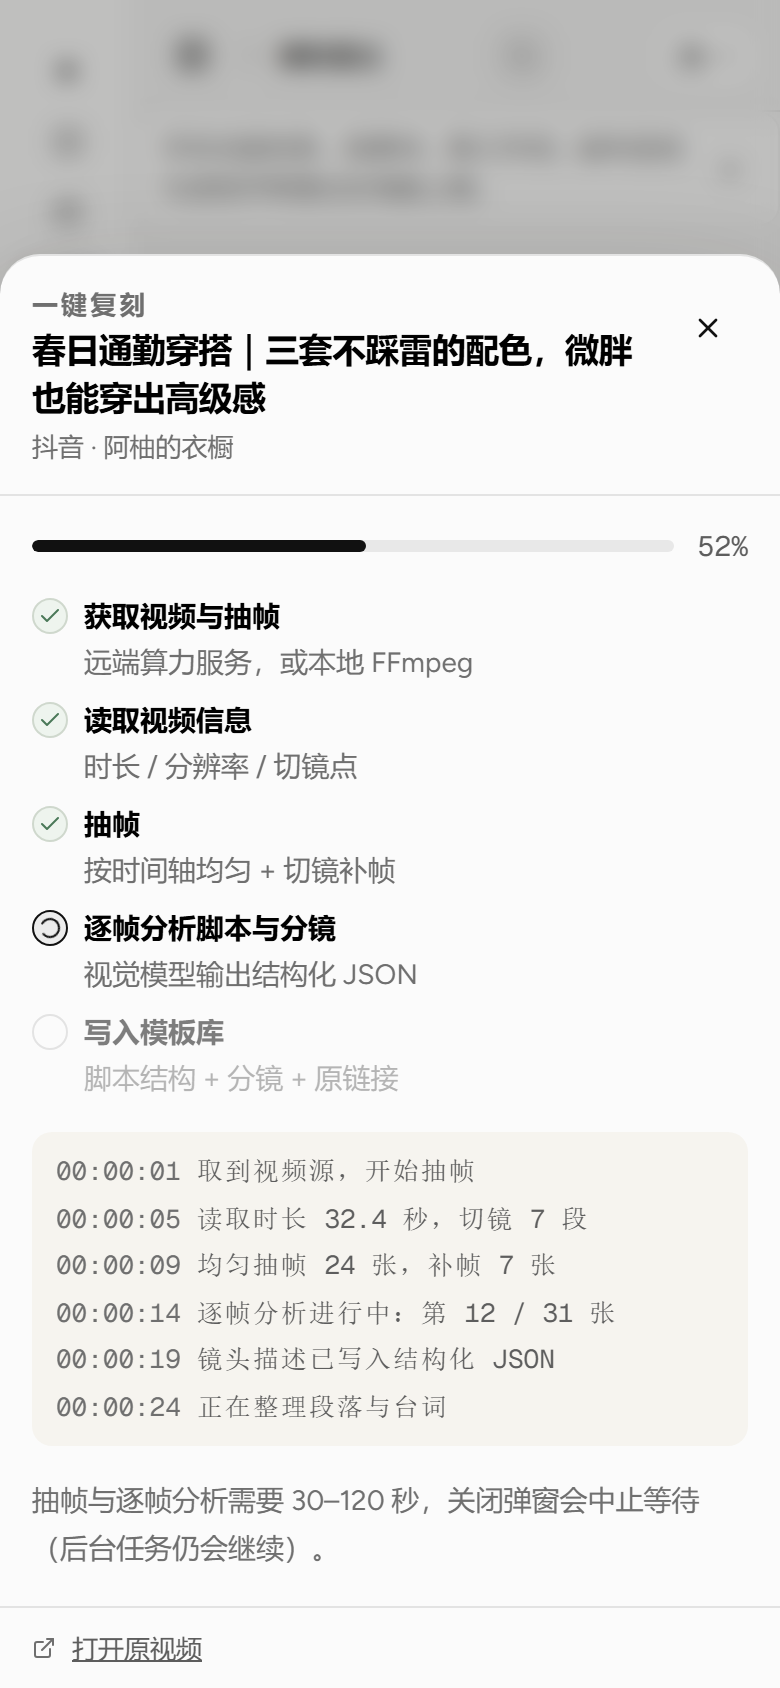 一键复刻
春日通勤穿搭｜三套不踩雷的配色，微胖
也能穿出高级感
抖音 · 阿柚的衣橱
52%
获取视频与抽帧
远端算力服务，或本地 FFmpeg
读取视频信息
时长 / 分辨率 / 切镜点
抽帧
按时间轴均匀 + 切镜补帧
逐帧分析脚本与分镜
视觉模型输出结构化 JSON
写入模板库
脚本结构 + 分镜 + 原链接
00:00:01 取到视频源，开始抽帧
00:00:05 读取时长 32.4 秒，切镜 7 段
00:00:09 均匀抽帧 24 张，补帧 7 张
00:00:14 逐帧分析进行中：第 12 / 31 张
00:00:19 镜头描述已写入结构化 JSON
00:00:24 正在整理段落与台词
抽帧与逐帧分析需要 30–120 秒，关闭弹窗会中止等待
（后台任务仍会继续）。
打开原视频